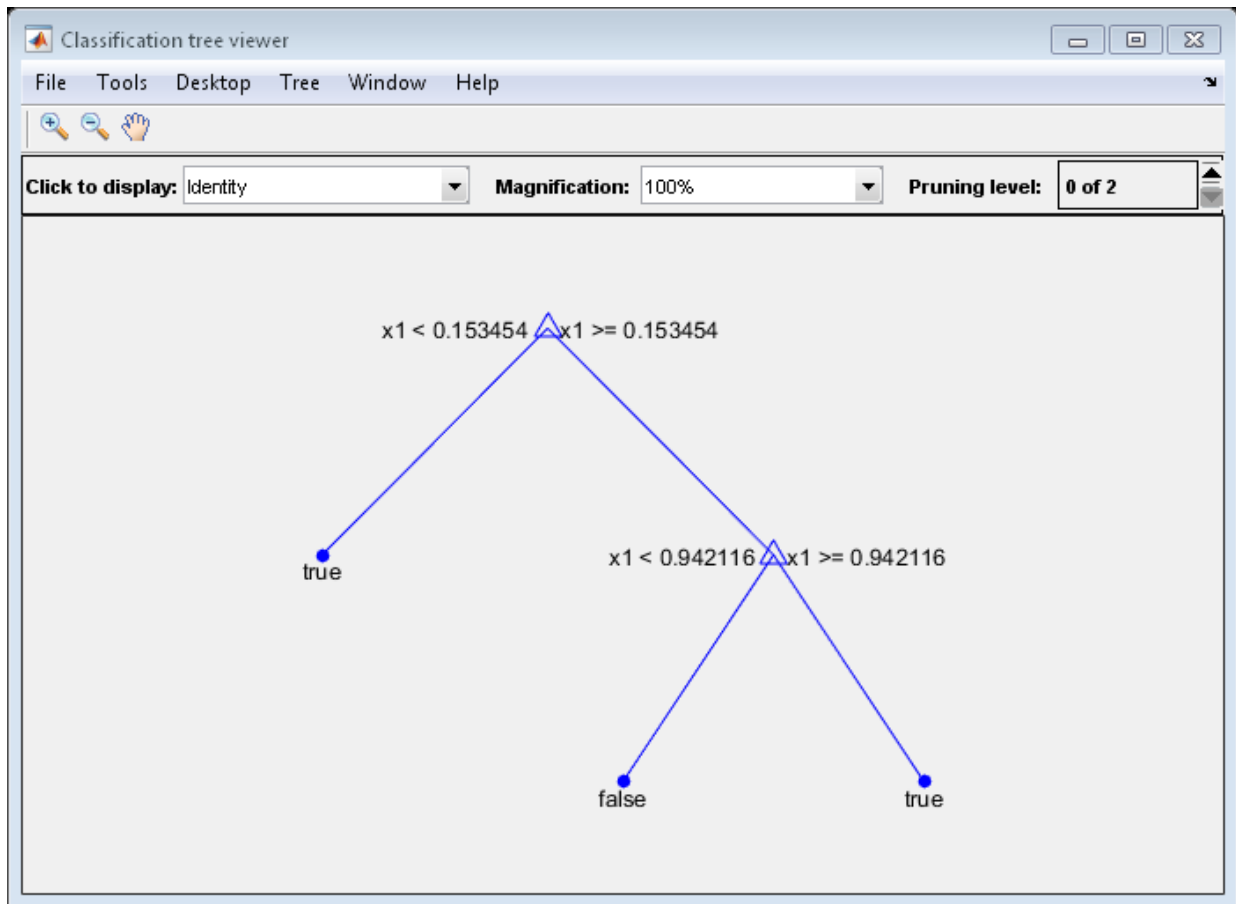 Classification tree viewer
File Tools Desktop Tree Window Help
Click to display: Identity Magnification: 100% Pruning level: 0 of 2
x1 < 0.153454 x1 >= 0.153454
true
x1 < 0.942116 x1 >= 0.942116
false true